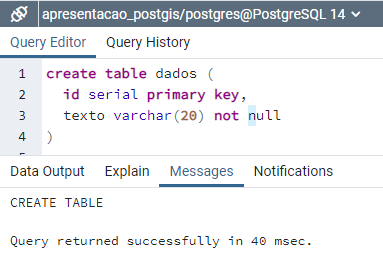 apresentacao_postgis/postgres@PostgreSQL 14
Query Editor Query History
1 create table dados (
2 id serial primary key,
3 texto varchar(20) not null
4 )
Data Output Explain Messages Notifications
CREATE TABLE
Query returned successfully in 40 msec.